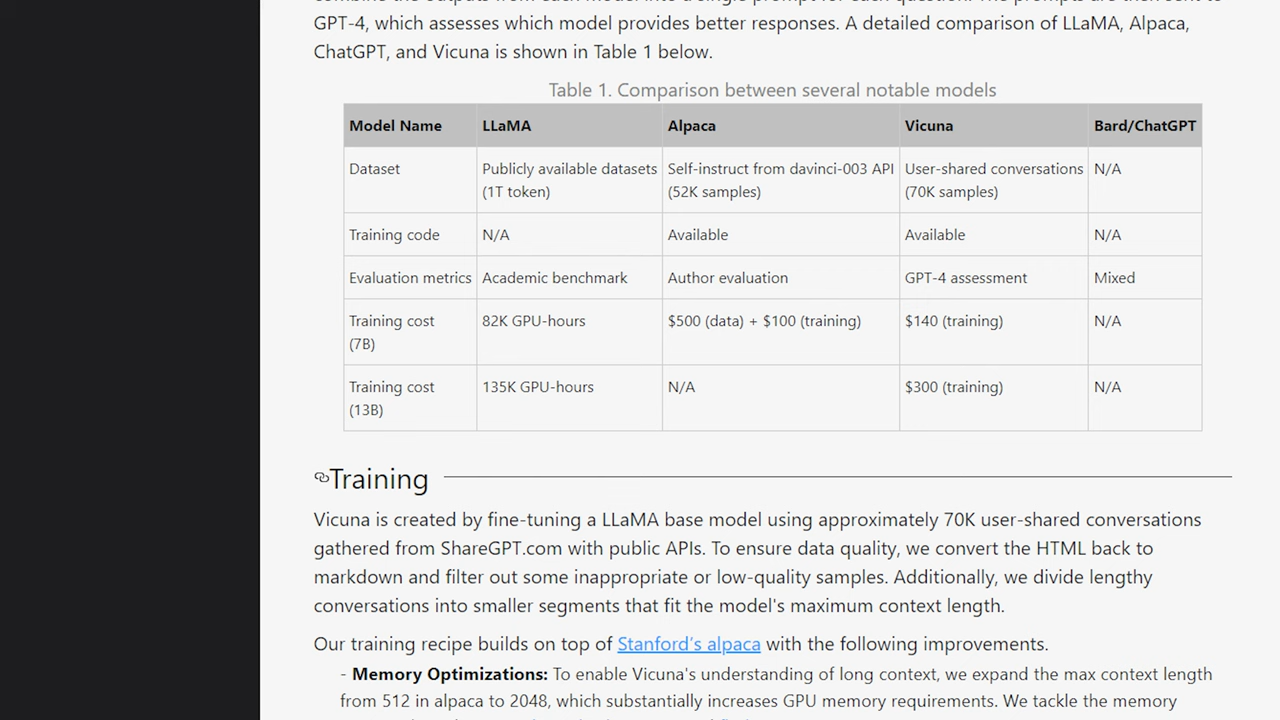 GPT-4, which assesses which model provides better responses. A detailed comparison of LLaMA, Alpaca,
ChatGPT, and Vicuna is shown in Table 1 below.
Table 1. Comparison between several notable models
Model Name LLaMA Alpaca Vicuna Bard/ChatGPT
Dataset Publicly available datasets Self-instruct from davinci-003 API User-shared conversations N/A
(1T token) (52K samples) (70K samples)
Training code N/A Available Available N/A
Evaluation metrics Academic benchmark Author evaluation GPT-4 assessment Mixed
Training cost 82K GPU-hours $500 (data) + $100 (training) $140 (training) N/A
(7B)
Training cost 135K GPU-hours N/A $300 (training) N/A
(13B)
Training
Vicuna is created by fine-tuning a LLaMA base model using approximately 70K user-shared conversations
gathered from ShareGPT.com with public APIs. To ensure data quality, we convert the HTML back to
markdown and filter out some inappropriate or low-quality samples. Additionally, we divide lengthy
conversations into smaller segments that fit the model's maximum context length.
Our training recipe builds on top of Stanford’s alpaca with the following improvements.
- Memory Optimizations: To enable Vicuna's understanding of long context, we expand the max context length
from 512 in alpaca to 2048, which substantially increases GPU memory requirements. We tackle the memory